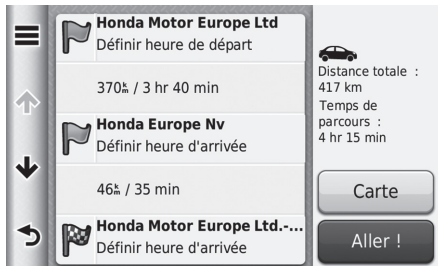 Honda Motor Europe Ltd
Définir heure de départ
370km / 3 hr 40 min
Honda Europe Nv
Définir heure d'arrivée
46km / 35 min
Honda Motor Europe Ltd.-...
Définir heure d'arrivée
Distance totale :
417 km
Temps de
parcours :
4 hr 15 min
Carte
Aller !